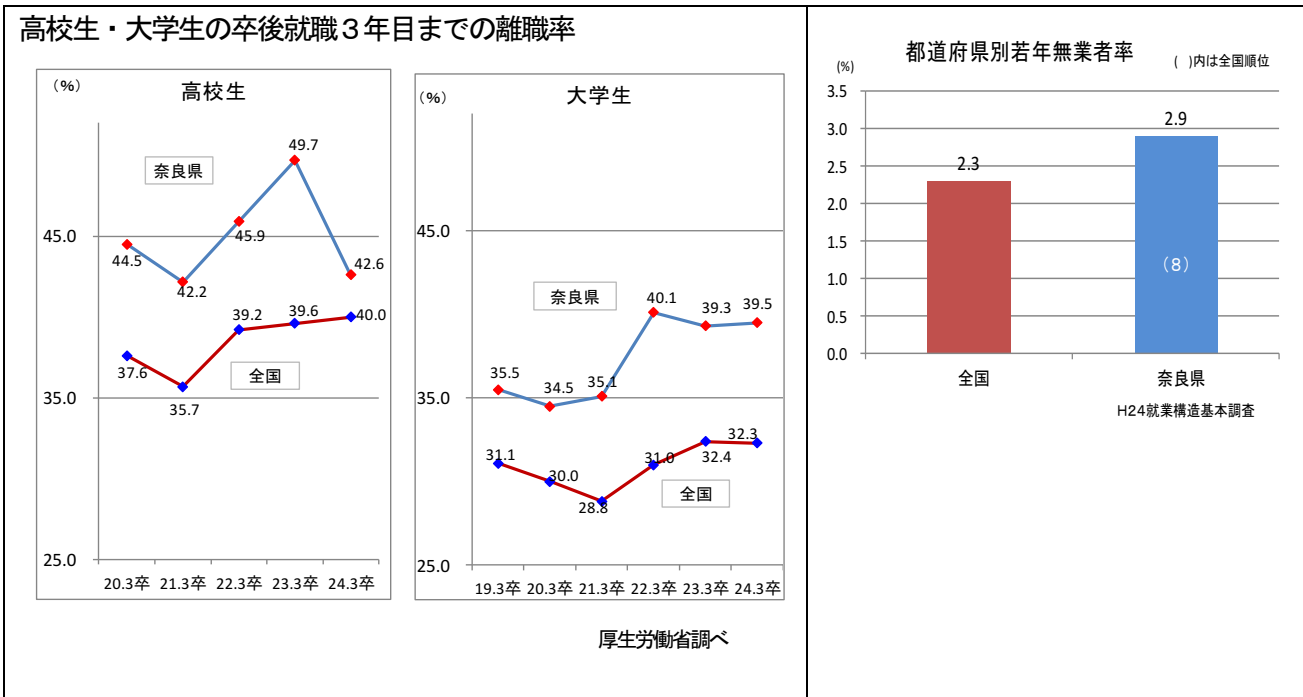 高校生・大学生の卒後就職3年目までの離職率
(%)
高校生
奈良県
49.7
45.0
44.5
42.2
45.9
42.6
39.2
39.6
40.0
37.6
35.7
全国
35.0
25.0
20.3卒 21.3卒 22.3卒 23.3卒 24.3卒
(%)
大学生
45.0
奈良県
40.1
39.3
39.5
35.5
34.5
35.1
35.0
31.1
30.0
28.8
31.0
32.4
32.3
全国
25.0
19.3卒 20.3卒 21.3卒 22.3卒 23.3卒 24.3卒
厚生労働省調べ
都道府県別若年無業者率
( )内は全国順位
(%)
3.5
3.0
2.5
2.0
1.5
1.0
0.5
0.0
2.3
2.9
(8)
全国
奈良県
H24就業構造基本調査